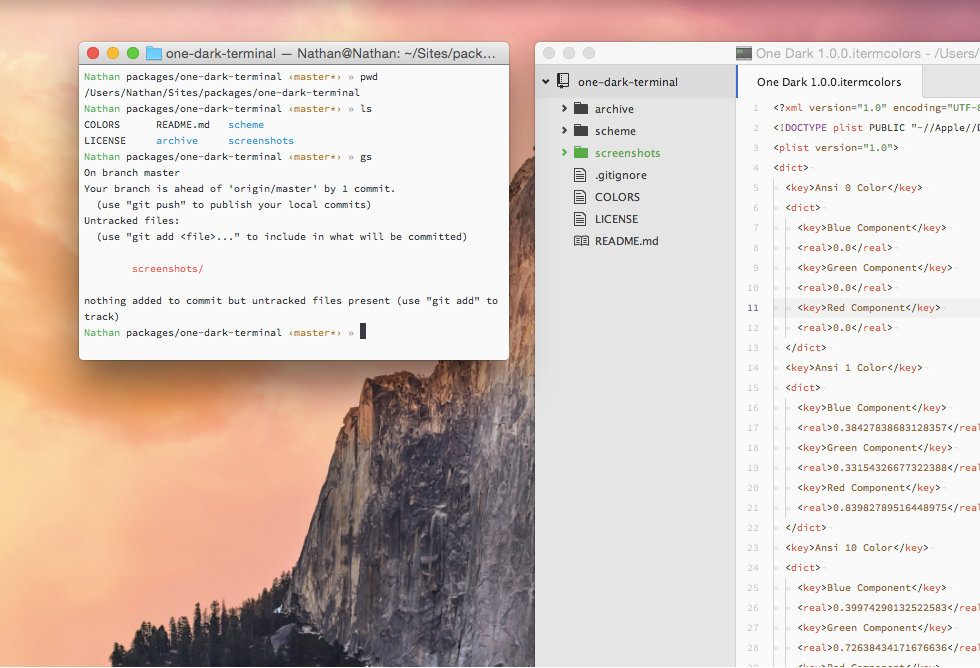 one-dark-terminal — Nathan@Nathan: ~/Sites/pack…
Nathan packages/one-dark-terminal ‹master*› » pwd
/Users/Nathan/Sites/packages/one-dark-terminal
Nathan packages/one-dark-terminal ‹master*› » ls
COLORS README.md scheme
LICENSE archive screenshots
Nathan packages/one-dark-terminal ‹master*› » gs
On branch master
Your branch is ahead of 'origin/master' by 1 commit.
(use "git push" to publish your local commits)
Untracked files:
(use "git add <file>..." to include in what will be committed)
screenshots/
nothing added to commit but untracked files present (use "git add" to
track)
Nathan packages/one-dark-terminal ‹master*› »
One Dark 1.0.0.itermcolors - /Users/
one-dark-terminal
archive
scheme
screenshots
.gitignore
COLORS
LICENSE
README.md
One Dark 1.0.0.itermcolors
1 <?xml version="1.0" encoding="UTF-8
2 <!DOCTYPE plist PUBLIC "-//Apple//D
3 <plist version="1.0">
4 <dict>
5 <key>Ansi 0 Color</key>
6 <dict>
7 <key>Blue Component</key>
8 <real>0.0</real>
9 <key>Green Component</key>
10 <real>0.0</real>
11 <key>Red Component</key>
12 <real>0.0</real>
13 </dict>
14 <key>Ansi 1 Color</key>
15 <dict>
16 <key>Blue Component</key>
17 <real>0.38427838683128357</real
18 <key>Green Component</key>
19 <real>0.33154326677322388</real
20 <key>Red Component</key>
21 <real>0.83982789516448975</real
22 </dict>
23 <key>Ansi 10 Color</key>
24 <dict>
25 <key>Blue Component</key>
26 <real>0.3997429013252583</real>
27 <key>Green Component</key>
28 <real>0.72638434171676636</real
<key>Red Component</key>